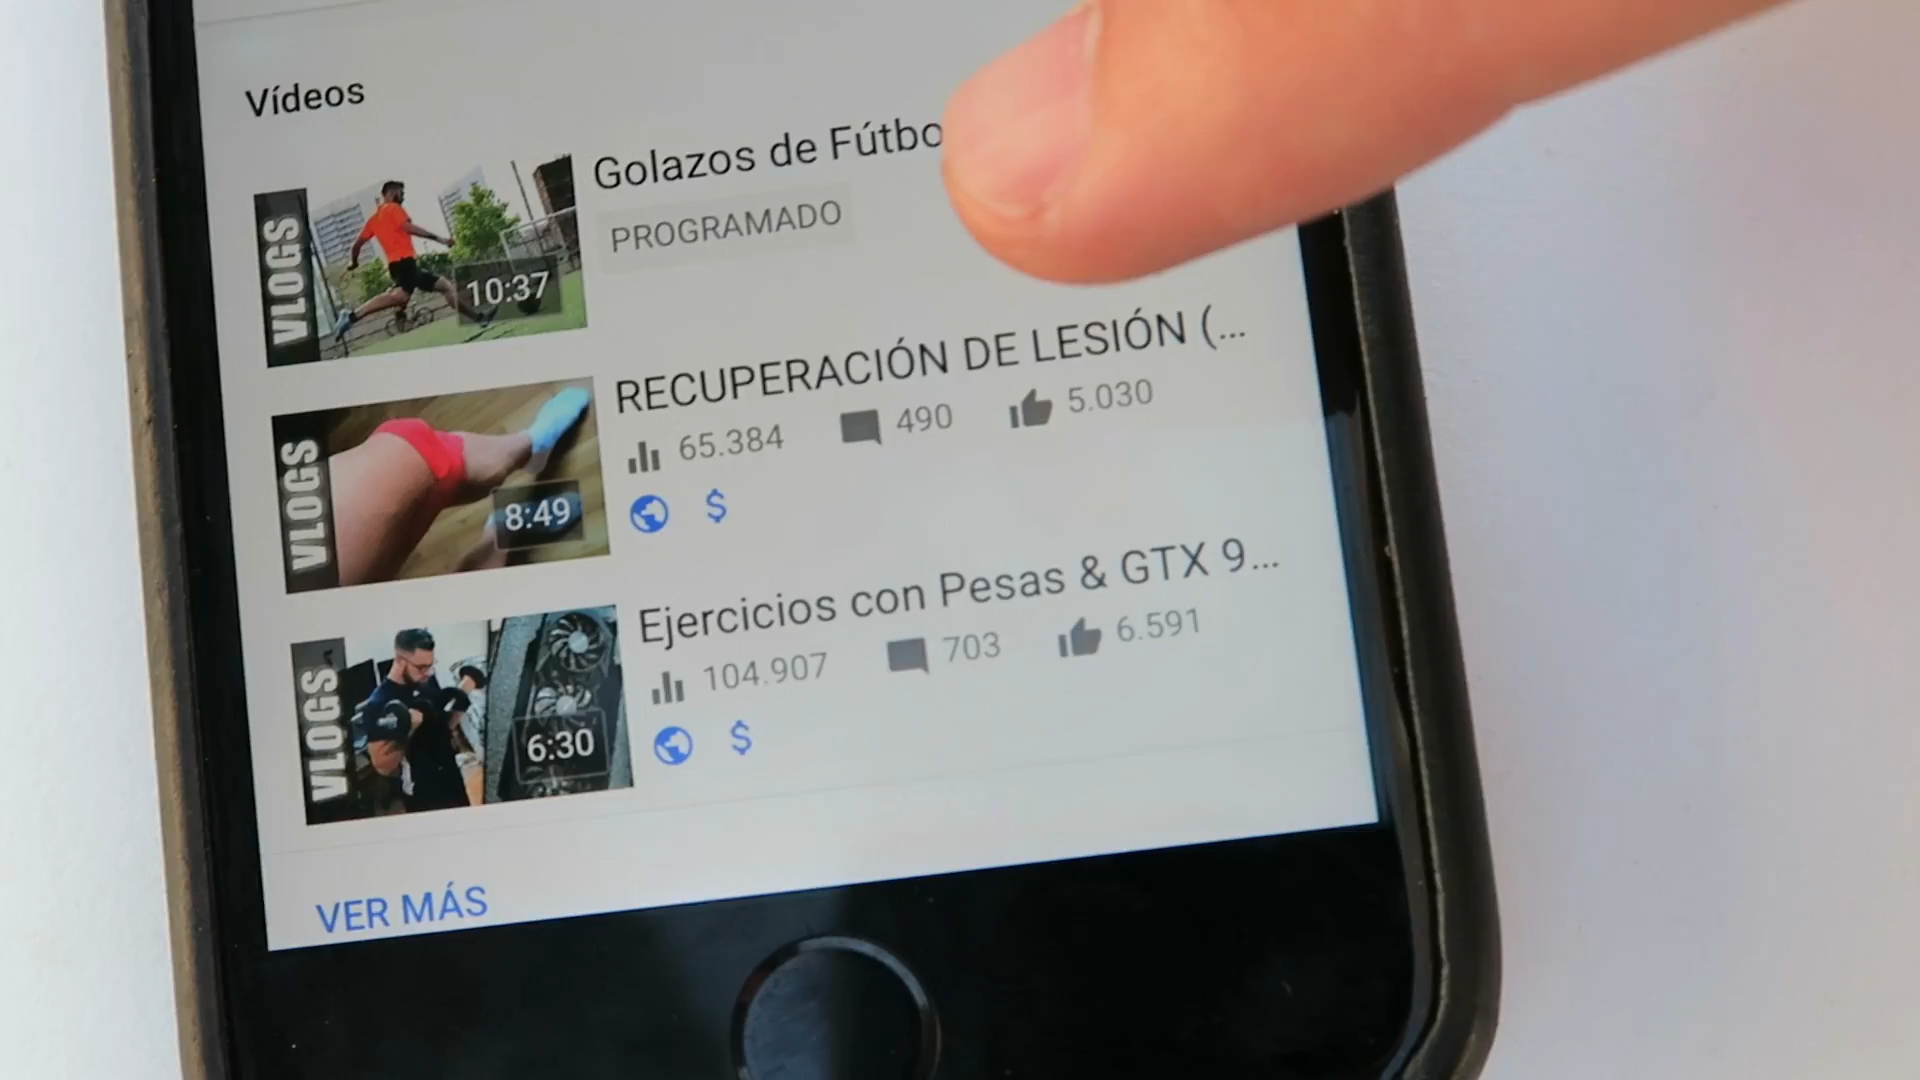 Vídeos
VLOGS
10:37
Golazos de Fútbo
PROGRAMADO
VLOGS
8:49
RECUPERACIÓN DE LESIÓN (...
65.384 490 5.030
$
VLOGS
6:30
Ejercicios con Pesas & GTX 9...
104.907 703 6.591
$
VER MÁS